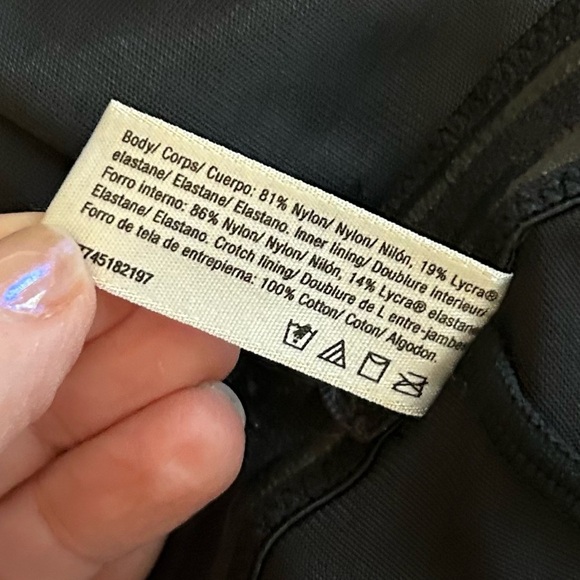 Body/ Corps/ Cuerpo: 81% Nylon/ Nylon/ Nilón, 19% Lycra®
elastane/ Elastane/ Elastano. Inner lining/ Doublure interieur/
Forro interno: 86% Nylon/ Nylon/ Nilón, 14% Lycra® elastan
Elastane/ Elastano. Crotch lining/ Doublure de L entre-jambe
Forro de tela de entrepierna: 100% Cotton/ Coton/ Algodon.
7745182197